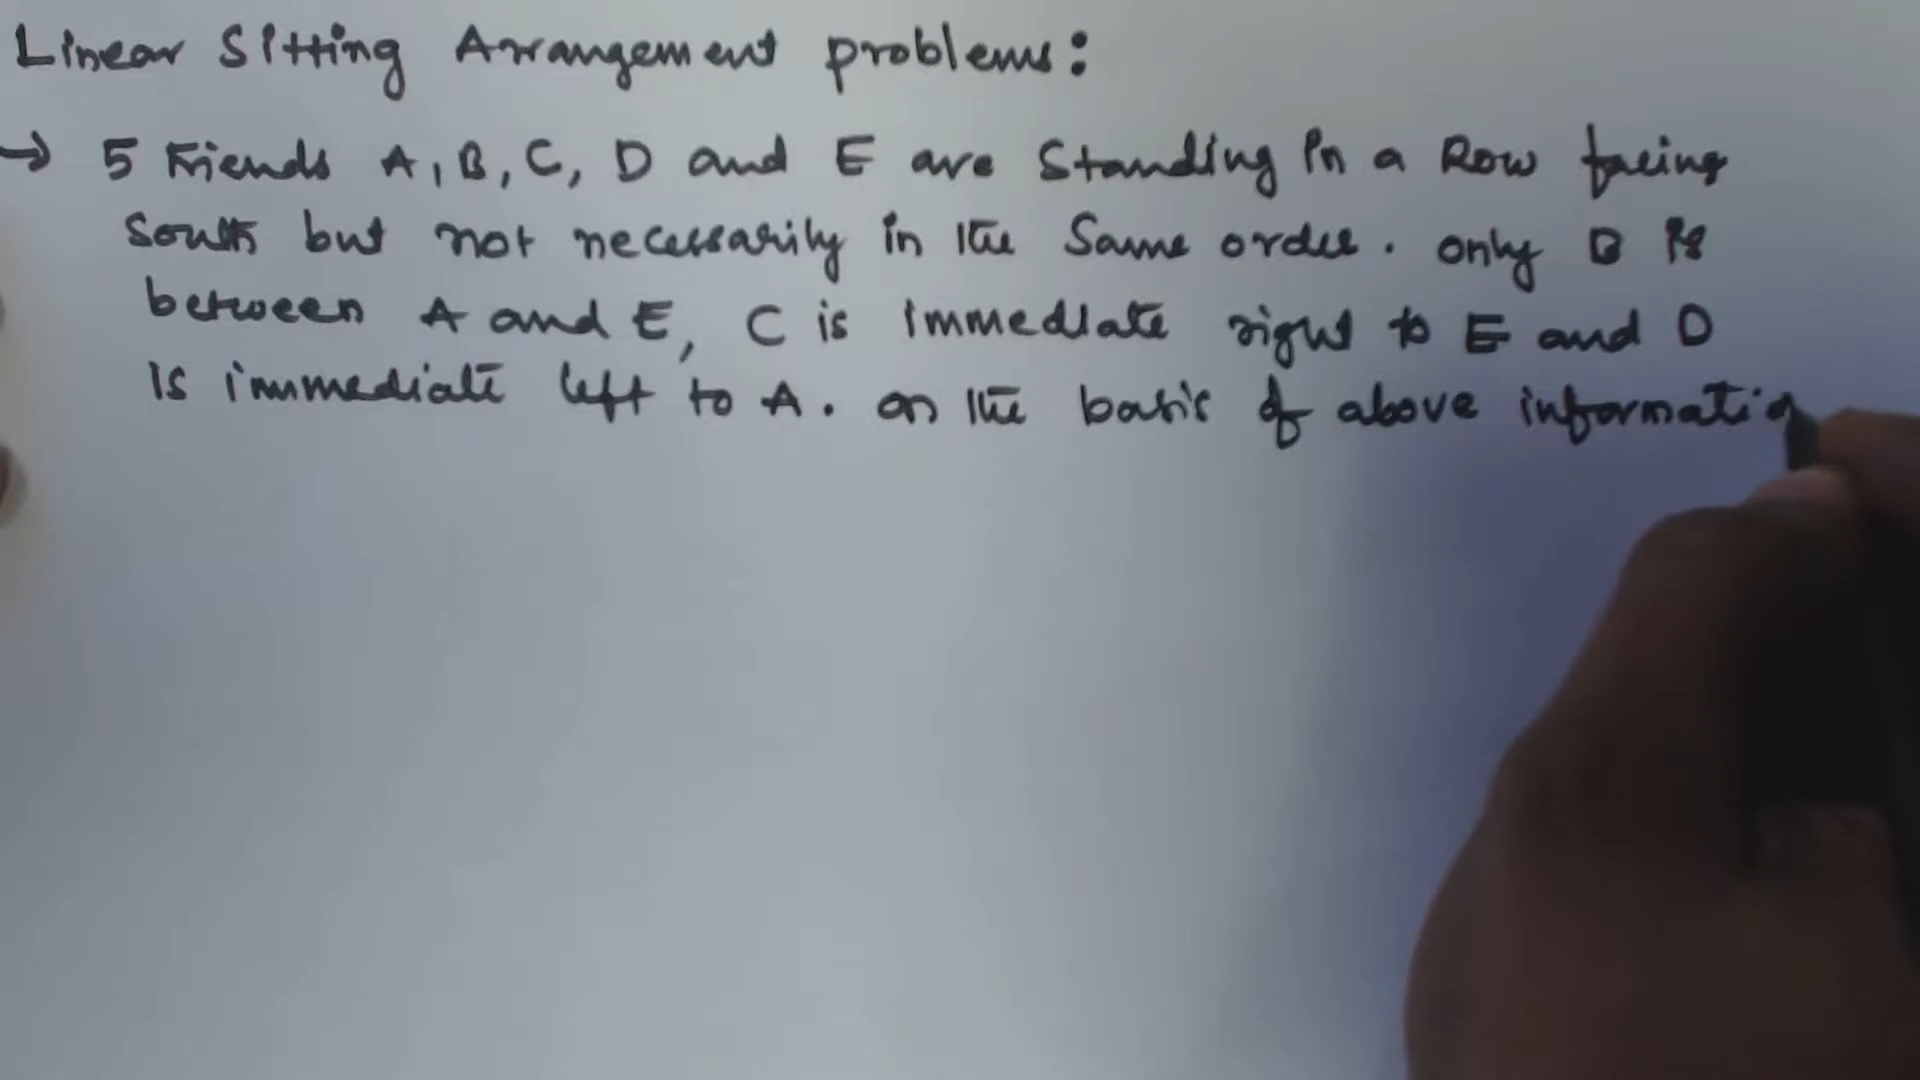 Linear Sitting Arrangement problems:
→ 5 Friends A, B, C, D and E are Standing in a Row facing
South but not necessarily in the Same order. only B is
between A and E, C is immediate right to E and D
is immediate left to A. on the basis of above informatio